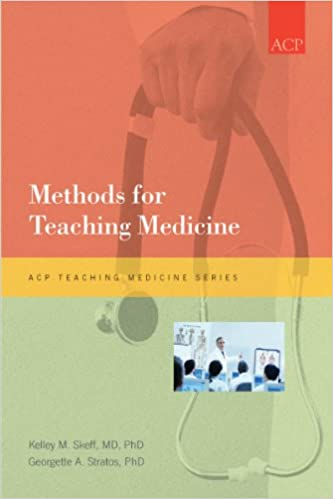 ACP
Methods for
Teaching Medicine
ACP TEACHING MEDICINE SERIES
Kelley M. Skeff, MD, PhD
Georgette A. Stratos, PhD